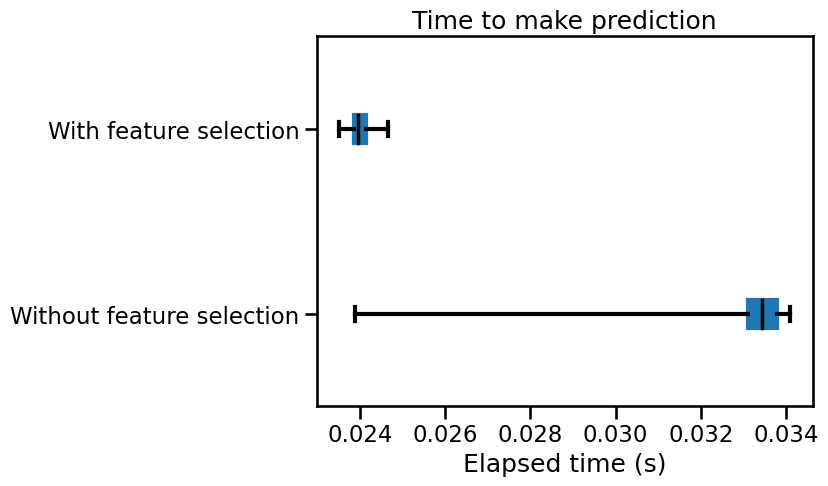 Time to make prediction
With feature selection
Without feature selection
0.024 0.026 0.028 0.030 0.032 0.034
Elapsed time (s)